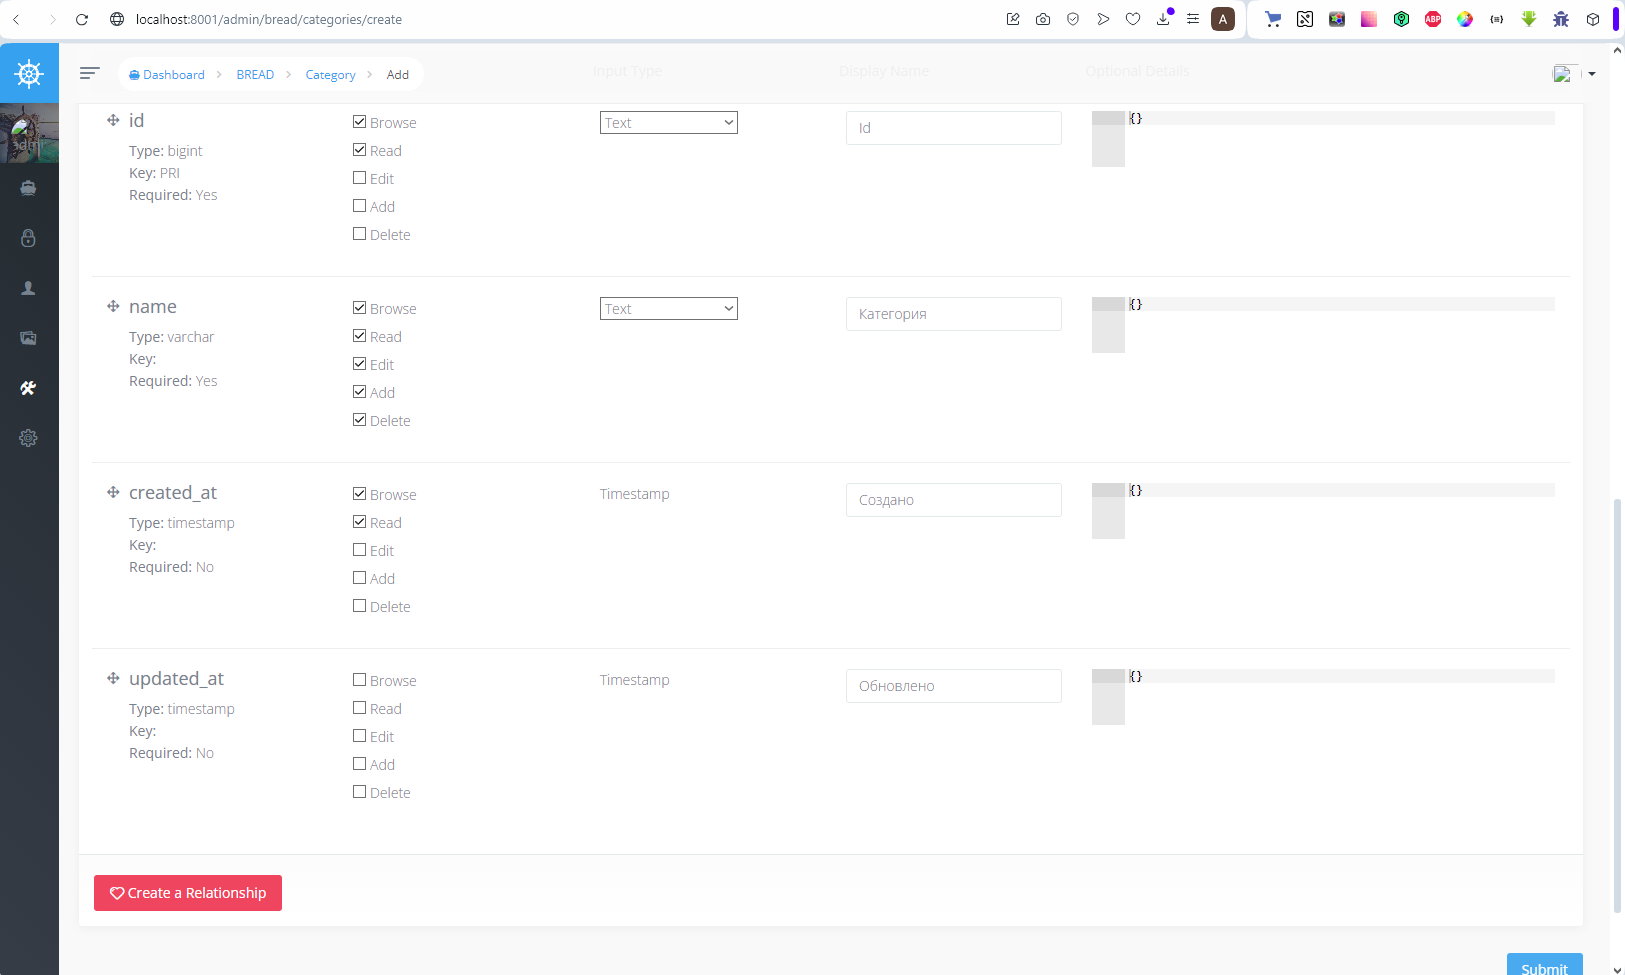 localhost:8001/admin/bread/categories/create
A
ABP
Dashboard > BREAD > Category > Add
Input Type Display Name Optional Details
id
Type: bigint
Key: PRI
Required: Yes
Browse
Read
Edit
Add
Delete
Text
Id
{}
name
Type: varchar
Key:
Required: Yes
Browse
Read
Edit
Add
Delete
Text
Категория
{}
created_at
Type: timestamp
Key:
Required: No
Browse
Read
Edit
Add
Delete
Timestamp
Создано
{}
updated_at
Type: timestamp
Key:
Required: No
Browse
Read
Edit
Add
Delete
Timestamp
Обновлено
{}
Create a Relationship
Submit